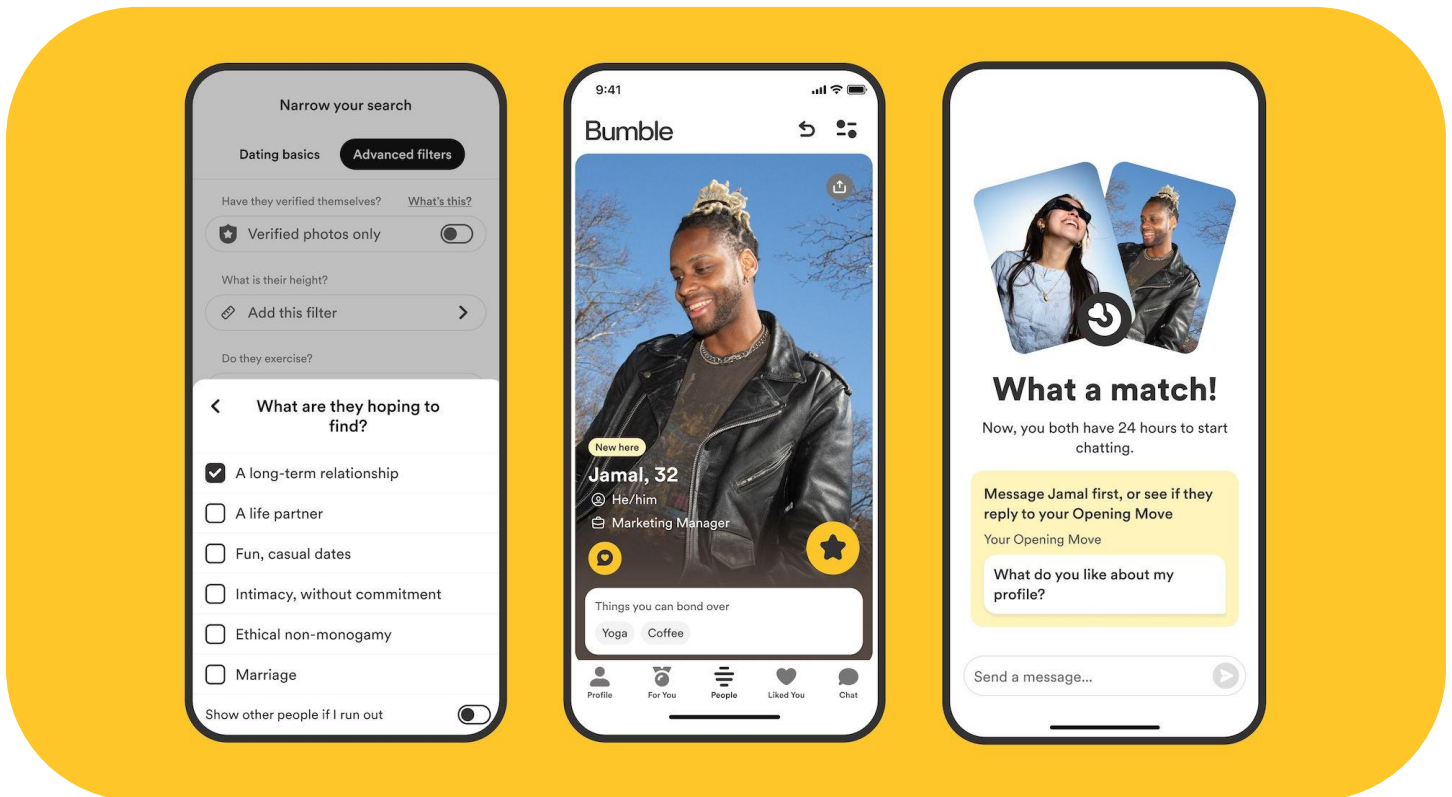 Narrow your search
Dating basics
Advanced filters
Have they verified themselves?
What's this?
Verified photos only
What is their height?
Add this filter
Do they exercise?
What are they hoping to
find?
A long-term relationship
A life partner
Fun, casual dates
Intimacy, without commitment
Ethical non-monogamy
Marriage
Show other people if I run out
9:41
Bumble
New here
Jamal, 32
He/him
Marketing Manager
Things you can bond over
Yoga
Coffee
Profile
For You
People
Liked You
Chat
What a match!
Now, you both have 24 hours to start
chatting.
Message Jamal first, or see if they
reply to your Opening Move
Your Opening Move
What do you like about my
profile?
Send a message...